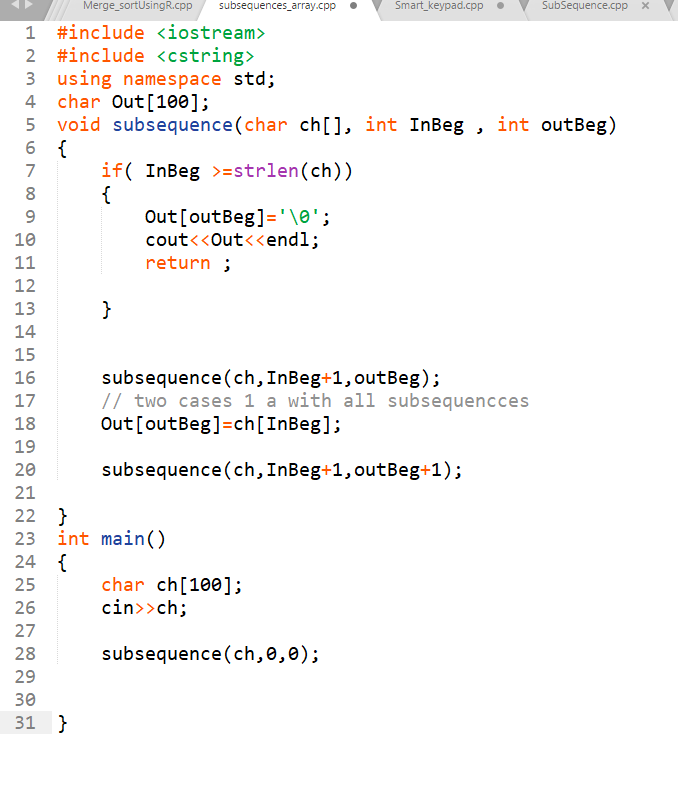 Merge_sortUsingR.cpp subsequences_array.cpp Smart_keypad.cpp SubSequence.cpp
1 #include <iostream>
2 #include <cstring>
3 using namespace std;
4 char Out[100];
5 void subsequence(char ch[], int InBeg , int outBeg)
6 {
7 if( InBeg >=strlen(ch))
8 {
9 Out[outBeg]='\0';
10 cout<<Out<<endl;
11 return ;
12
13 }
14
15
16 subsequence(ch,InBeg+1,outBeg);
17 // two cases 1 a with all subsequencces
18 Out[outBeg]=ch[InBeg];
19
20 subsequence(ch,InBeg+1,outBeg+1);
21
22 }
23 int main()
24 {
25 char ch[100];
26 cin>>ch;
27
28 subsequence(ch,0,0);
29
30
31 }